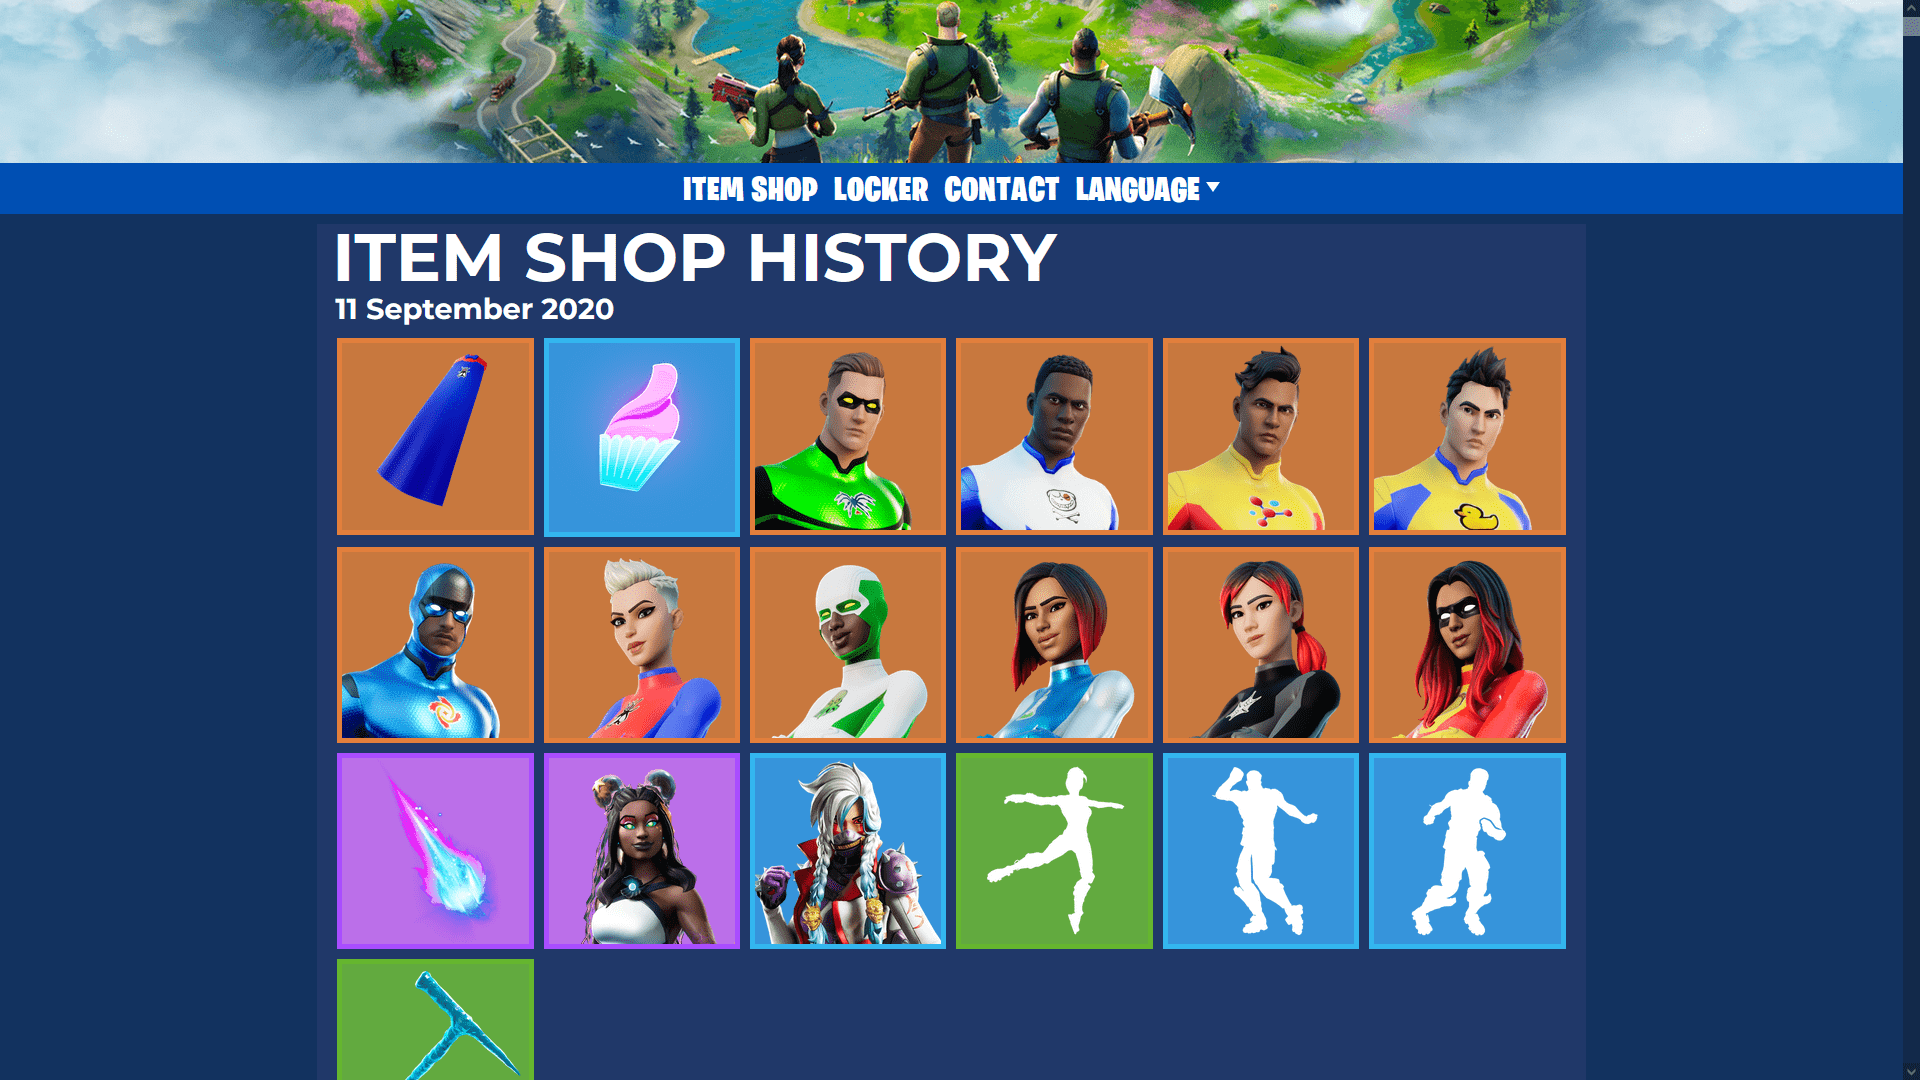 ITEM SHOP LOCKER CONTACT LANGUAGE
ITEM SHOP HISTORY
11 September 2020